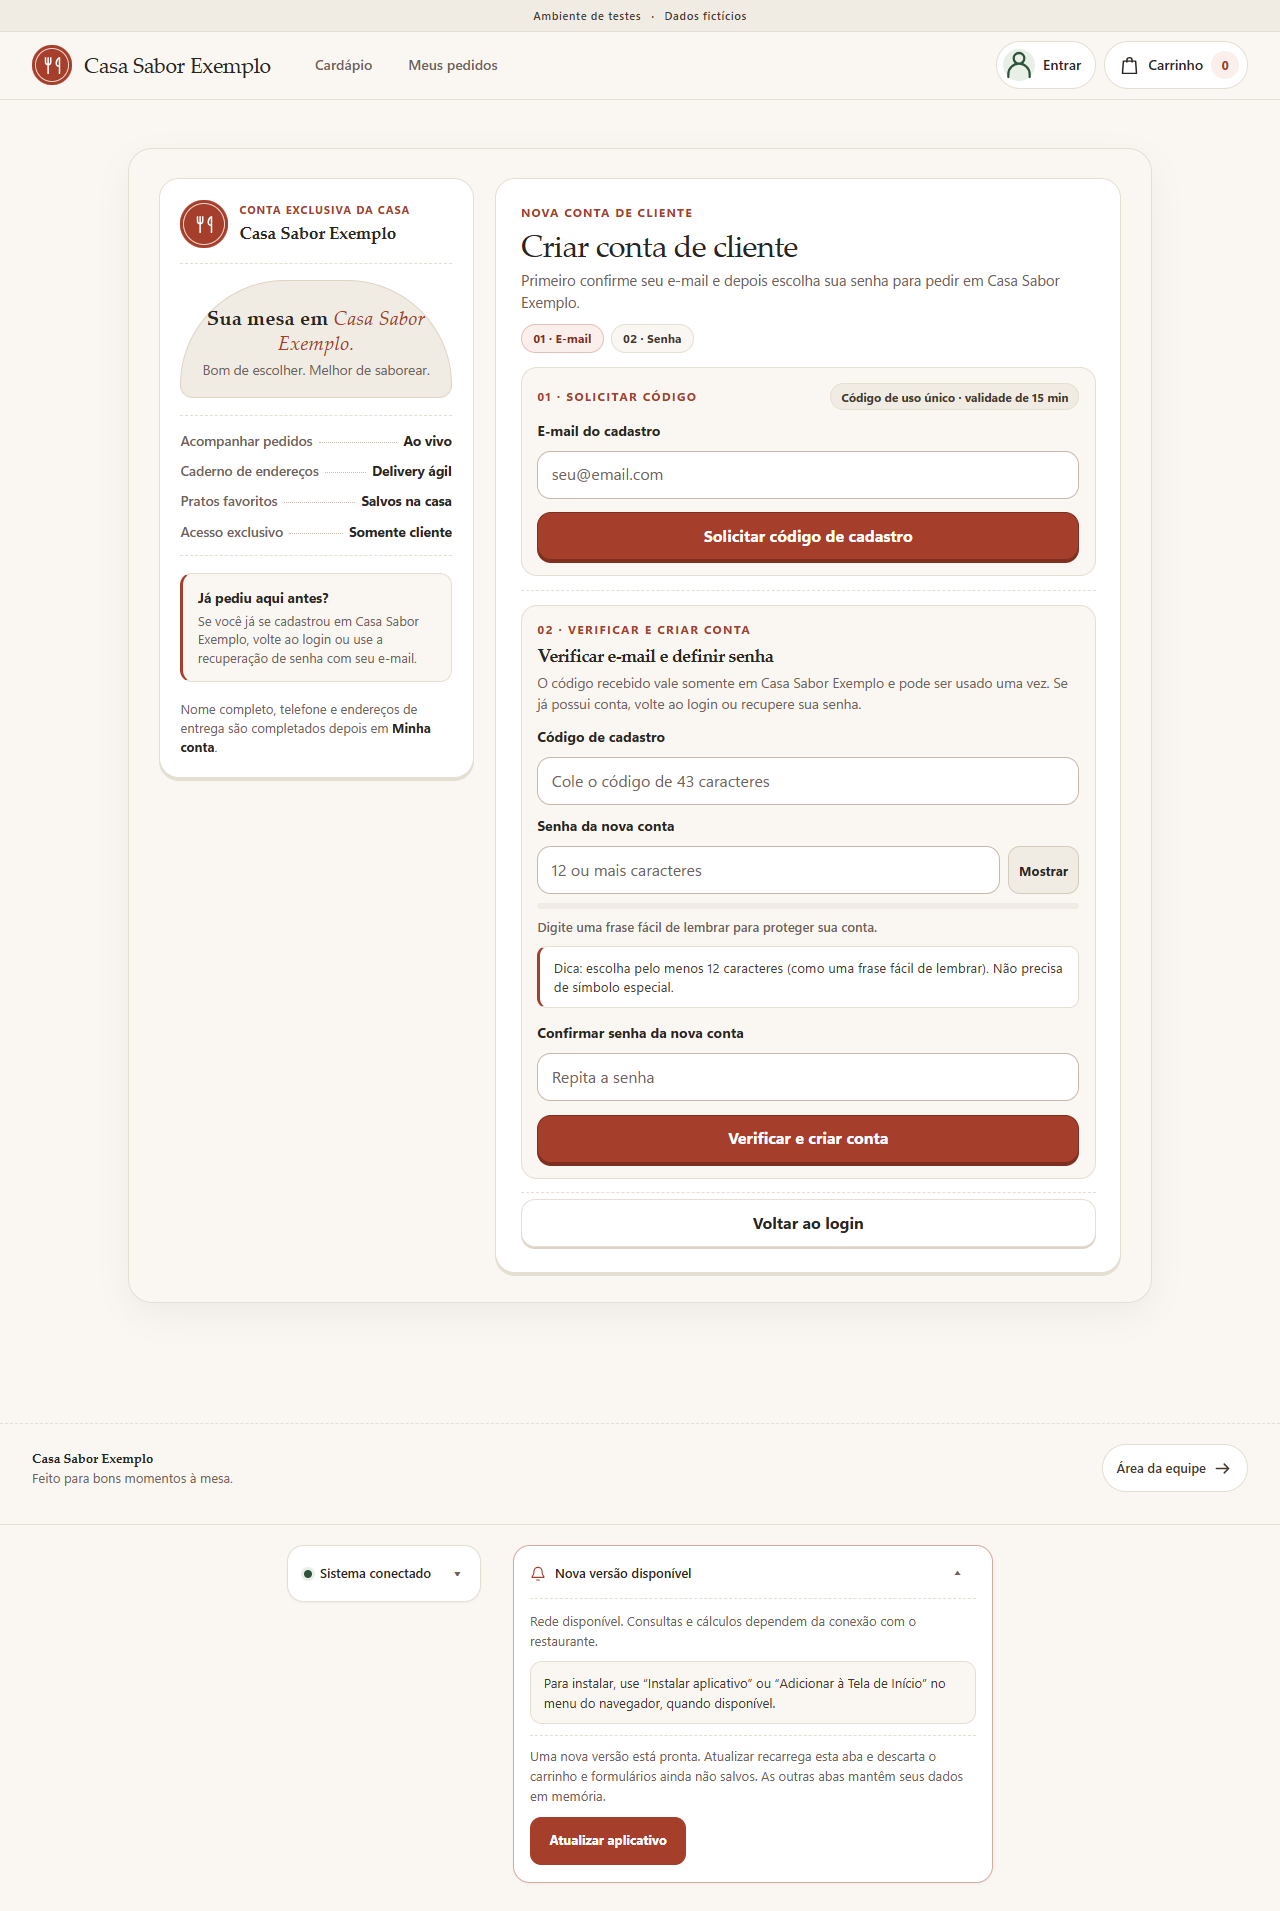 Ambiente de testes · Dados fictícios
Casa Sabor Exemplo
Cardápio
Meus pedidos
Entrar
Carrinho
0
CONTA EXCLUSIVA DA CASA
Casa Sabor Exemplo
Sua mesa em Casa Sabor
Exemplo.
Bom de escolher. Melhor de saborear.
Acompanhar pedidos
Ao vivo
Caderno de endereços
Delivery ágil
Pratos favoritos
Salvos na casa
Acesso exclusivo
Somente cliente
Já pediu aqui antes?
Se você já se cadastrou em Casa Sabor
Exemplo, volte ao login ou use a
recuperação de senha com seu e-mail.
Nome completo, telefone e endereços de
entrega são completados depois em Minha
conta.
NOVA CONTA DE CLIENTE
Criar conta de cliente
Primeiro confirme seu e-mail e depois escolha sua senha para pedir em Casa Sabor
Exemplo.
01 · E-mail
02 · Senha
01 · SOLICITAR CÓDIGO
Código de uso único · validade de 15 min
E-mail do cadastro
seu@email.com
Solicitar código de cadastro
02 · VERIFICAR E CRIAR CONTA
Verificar e-mail e definir senha
O código recebido vale somente em Casa Sabor Exemplo e pode ser usado uma vez. Se
já possui conta, volte ao login ou recupere sua senha.
Código de cadastro
Cole o código de 43 caracteres
Senha da nova conta
12 ou mais caracteres
Mostrar
Digite uma frase fácil de lembrar para proteger sua conta.
Dica: escolha pelo menos 12 caracteres (como uma frase fácil de lembrar). Não precisa
de símbolo especial.
Confirmar senha da nova conta
Repita a senha
Verificar e criar conta
Voltar ao login
Casa Sabor Exemplo
Feito para bons momentos à mesa.
Área da equipe
Sistema conectado
Nova versão disponível
Rede disponível. Consultas e cálculos dependem da conexão com o
restaurante.
Para instalar, use “Instalar aplicativo” ou “Adicionar à Tela de Início” no
menu do navegador, quando disponível.
Uma nova versão está pronta. Atualizar recarrega esta aba e descarta o
carrinho e formulários ainda não salvos. As outras abas mantêm seus dados
em memória.
Atualizar aplicativo